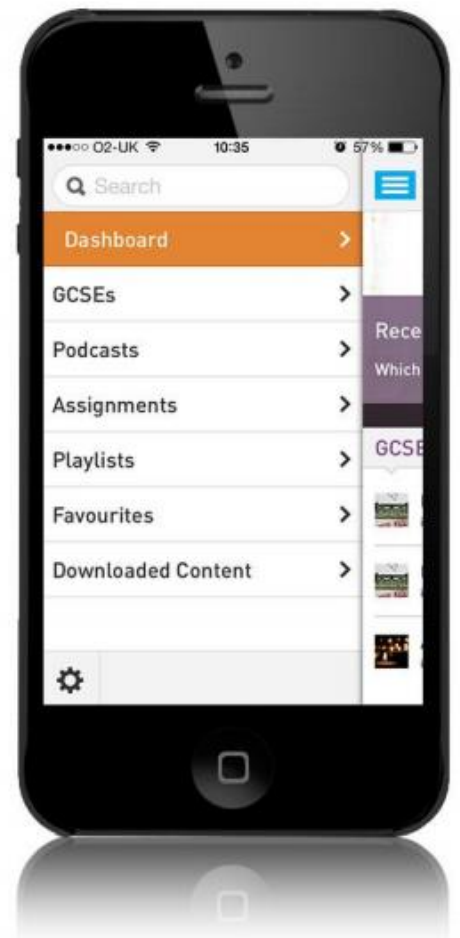 O2-UK 10:35 57%
Search
Dashboard
GCSEs
Podcasts
Assignments
Playlists
Favourites
Downloaded Content
Rece
Which
GCSE